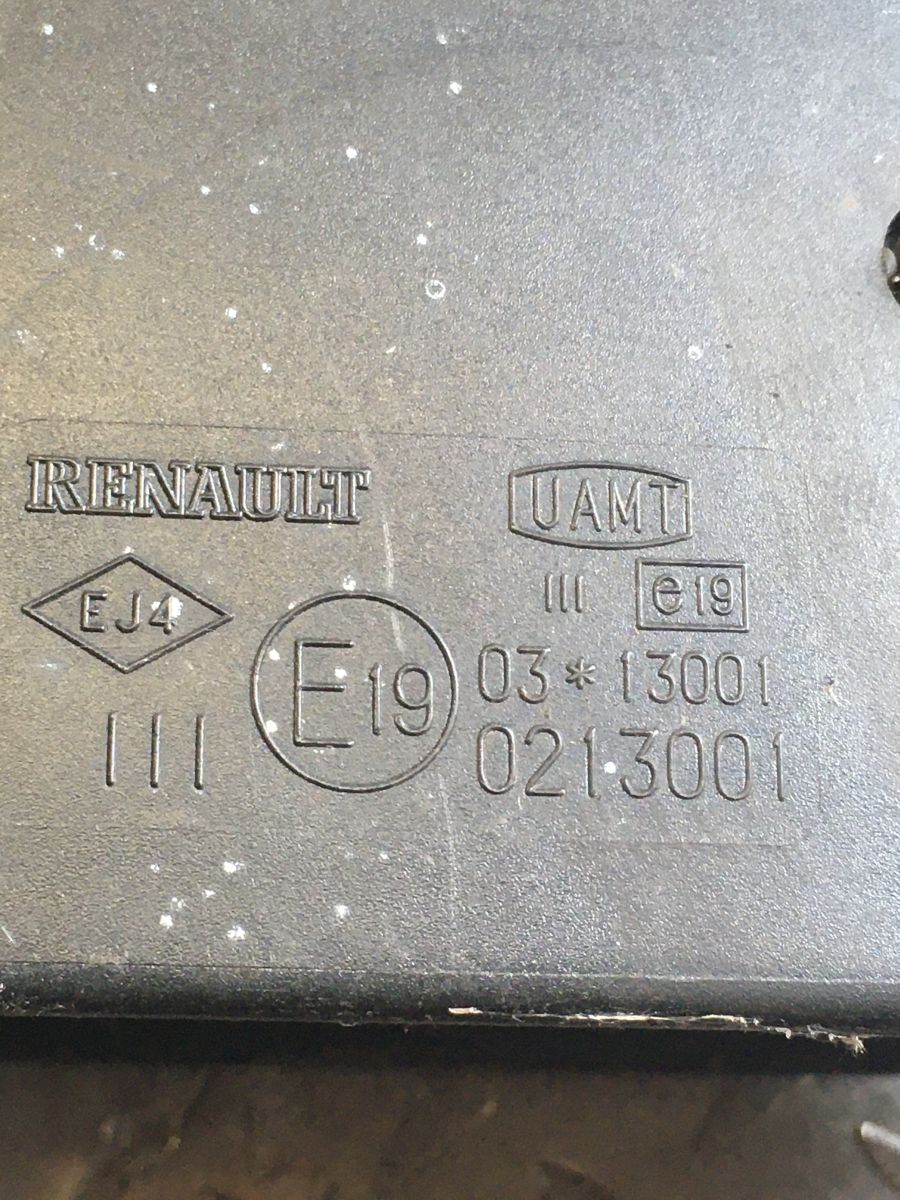 RENAULT
UAMT
EJ4
III e19
III
E19
03*13001
0213001